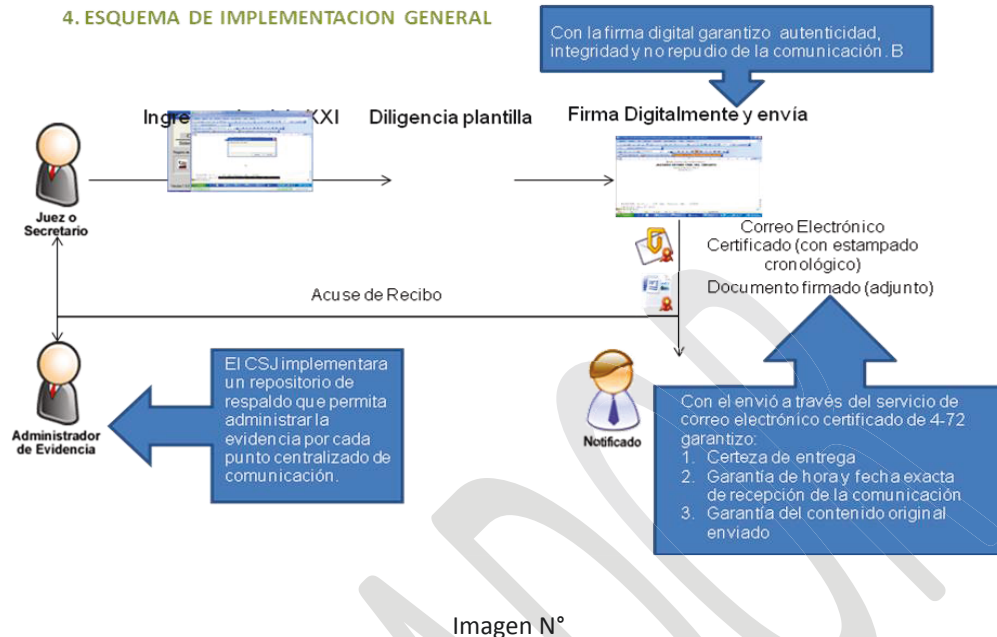 4. ESQUEMA DE IMPLEMENTACION GENERAL
Con la firma digital garantizo autenticidad,
integridad y no repudio de la comunicación. B
Ingre XXI
Diligencia plantilla
Firma Digitalmente y envía
Juez o
Secretario
Correo Electrónico
Certificado (con estampado
cronológico)
Documento firmado (adjunto)
Acuse de Recibo
El CSJ implementara
un repositorio de
respaldo que permita
administrar la
evidencia por cada
punto centralizado de
comunicación.
Administrador
de Evidencia
Notificado
Con el envió a través del servicio de
correo electrónico certificado de 4-72
garantizo:
1. Certeza de entrega
2. Garantía de hora y fecha exacta
de recepción de la comunicación
3. Garantía del contenido original
enviado
Imagen N°